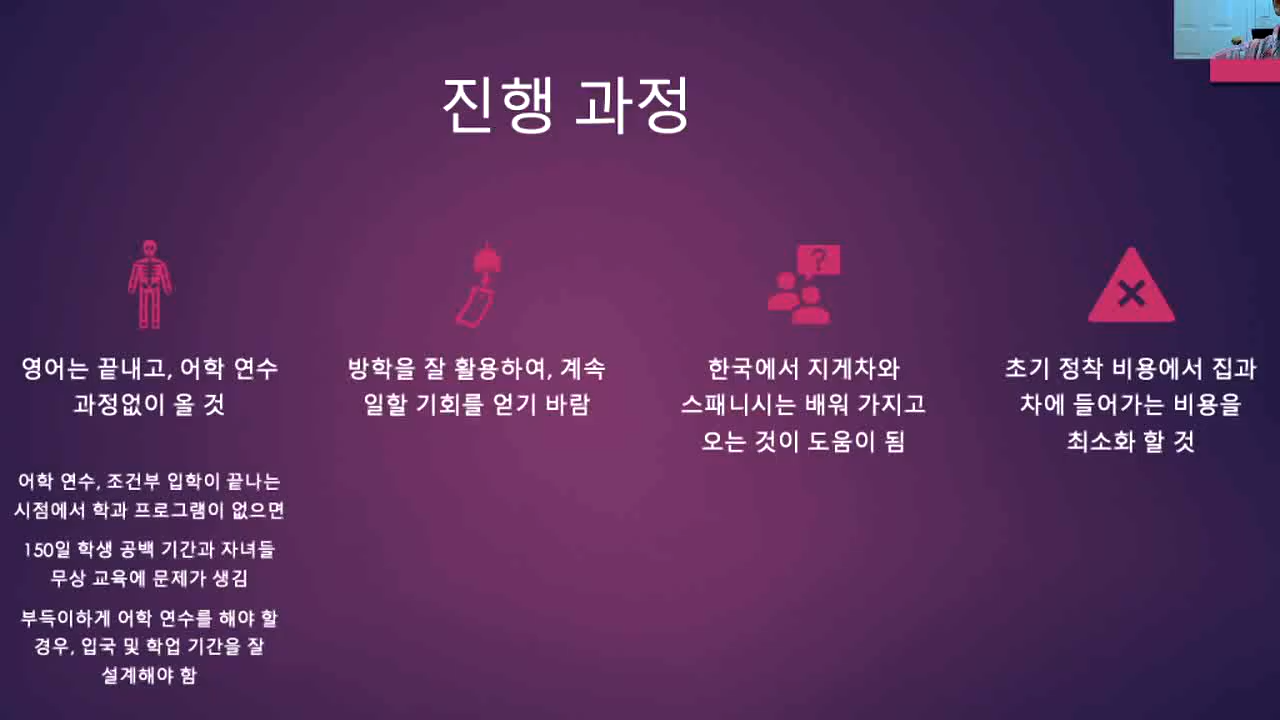 진행 과정
영어는 끝내고, 어학 연수
과정없이 올 것
어학 연수, 조건부 입학이 끝나는
시점에서 학과 프로그램이 없으면
150일 학생 공백 기간과 자녀들
무상 교육에 문제가 생김
부득이하게 어학 연수를 해야 할
경우, 입국 및 학업 기간을 잘
설계해야 함
방학을 잘 활용하여, 계속
일할 기회를 얻기 바람
?
한국에서 지게차와
스패니시는 배워 가지고
오는 것이 도움이 됨
초기 정착 비용에서 집과
차에 들어가는 비용을
최소화 할 것